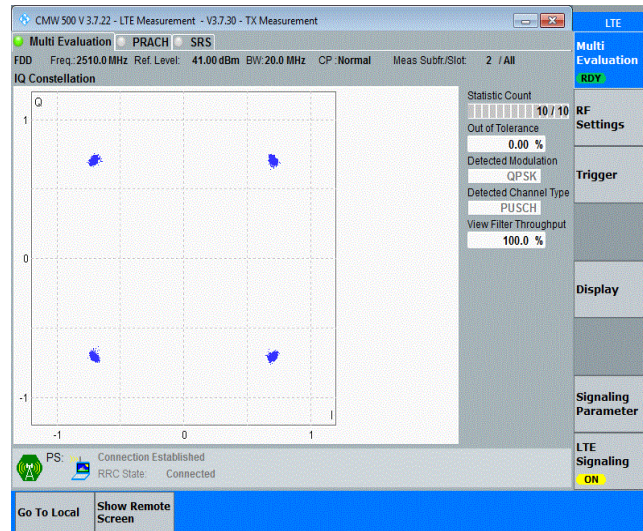 CMW 500 V 3.7.22 - LTE Measurement - V3.7.30 - TX Measurement
LTE
Multi Evaluation PRACH SRS
Multi
Evaluation
RDY
FDD Freq.: 2510.0 MHz Ref. Level: 41.00 dBm BW: 20.0 MHz CP : Normal Meas Subfr./Slot: 2 / All
IQ Constellation
Q
1
0
-1
-1 0 1
I
Statistic Count
10 / 10
Out of Tolerance
0.00 %
Detected Modulation
QPSK
Detected Channel Type
PUSCH
View Filter Throughput
100.0 %
RF
Settings
Trigger
Display
Signaling
Parameter
LTE
Signaling
ON
PS: Connection Established
RRC State: Connected
Go To Local
Show Remote
Screen